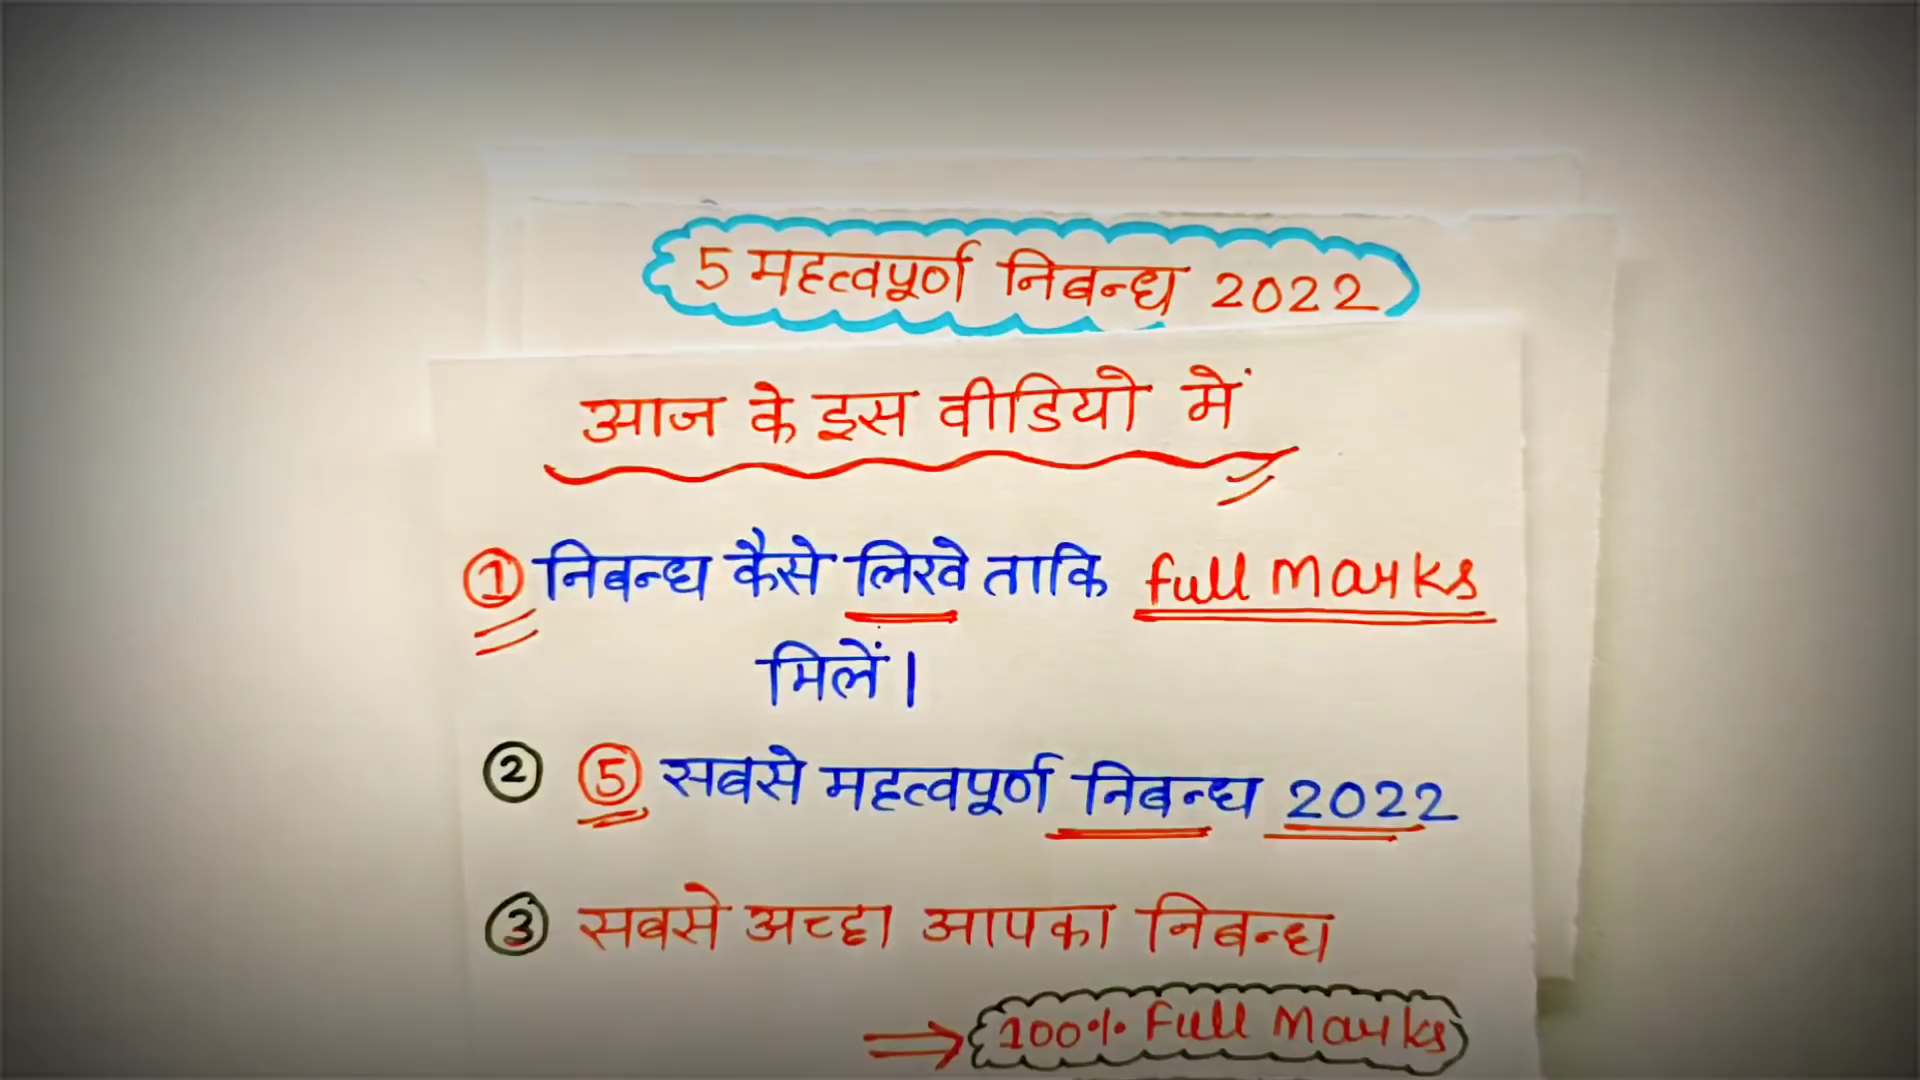 5 महत्वपूर्ण निबन्ध 2022
आज के इस वीडियो में
① निबन्ध कैसे लिखे ताकि full Marks
मिलें।
② ⑤ सबसे महत्वपूर्ण निबन्ध 2022
③ सबसे अच्छा आपका निबन्ध
⇒ 100% Full Marks